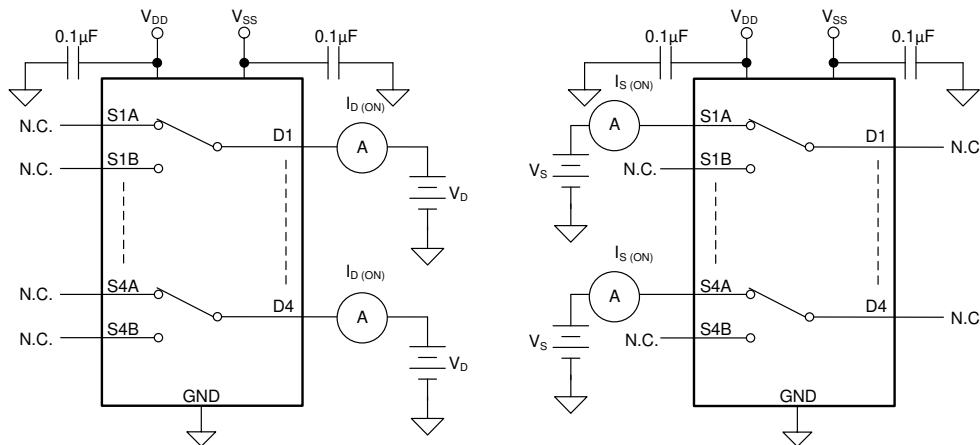 VDD VSS
0.1µF 0.1µF
ID (ON)
N.C. S1A D1 A
N.C. S1B
VD
ID (ON)
N.C. S4A D4 A
N.C. S4B
VD
GND
VDD VSS
0.1µF 0.1µF
IS (ON)
A S1A D1 N.C.
VS N.C. S1B
IS (ON)
A S4A D4 N.C.
VS N.C. S4B
GND